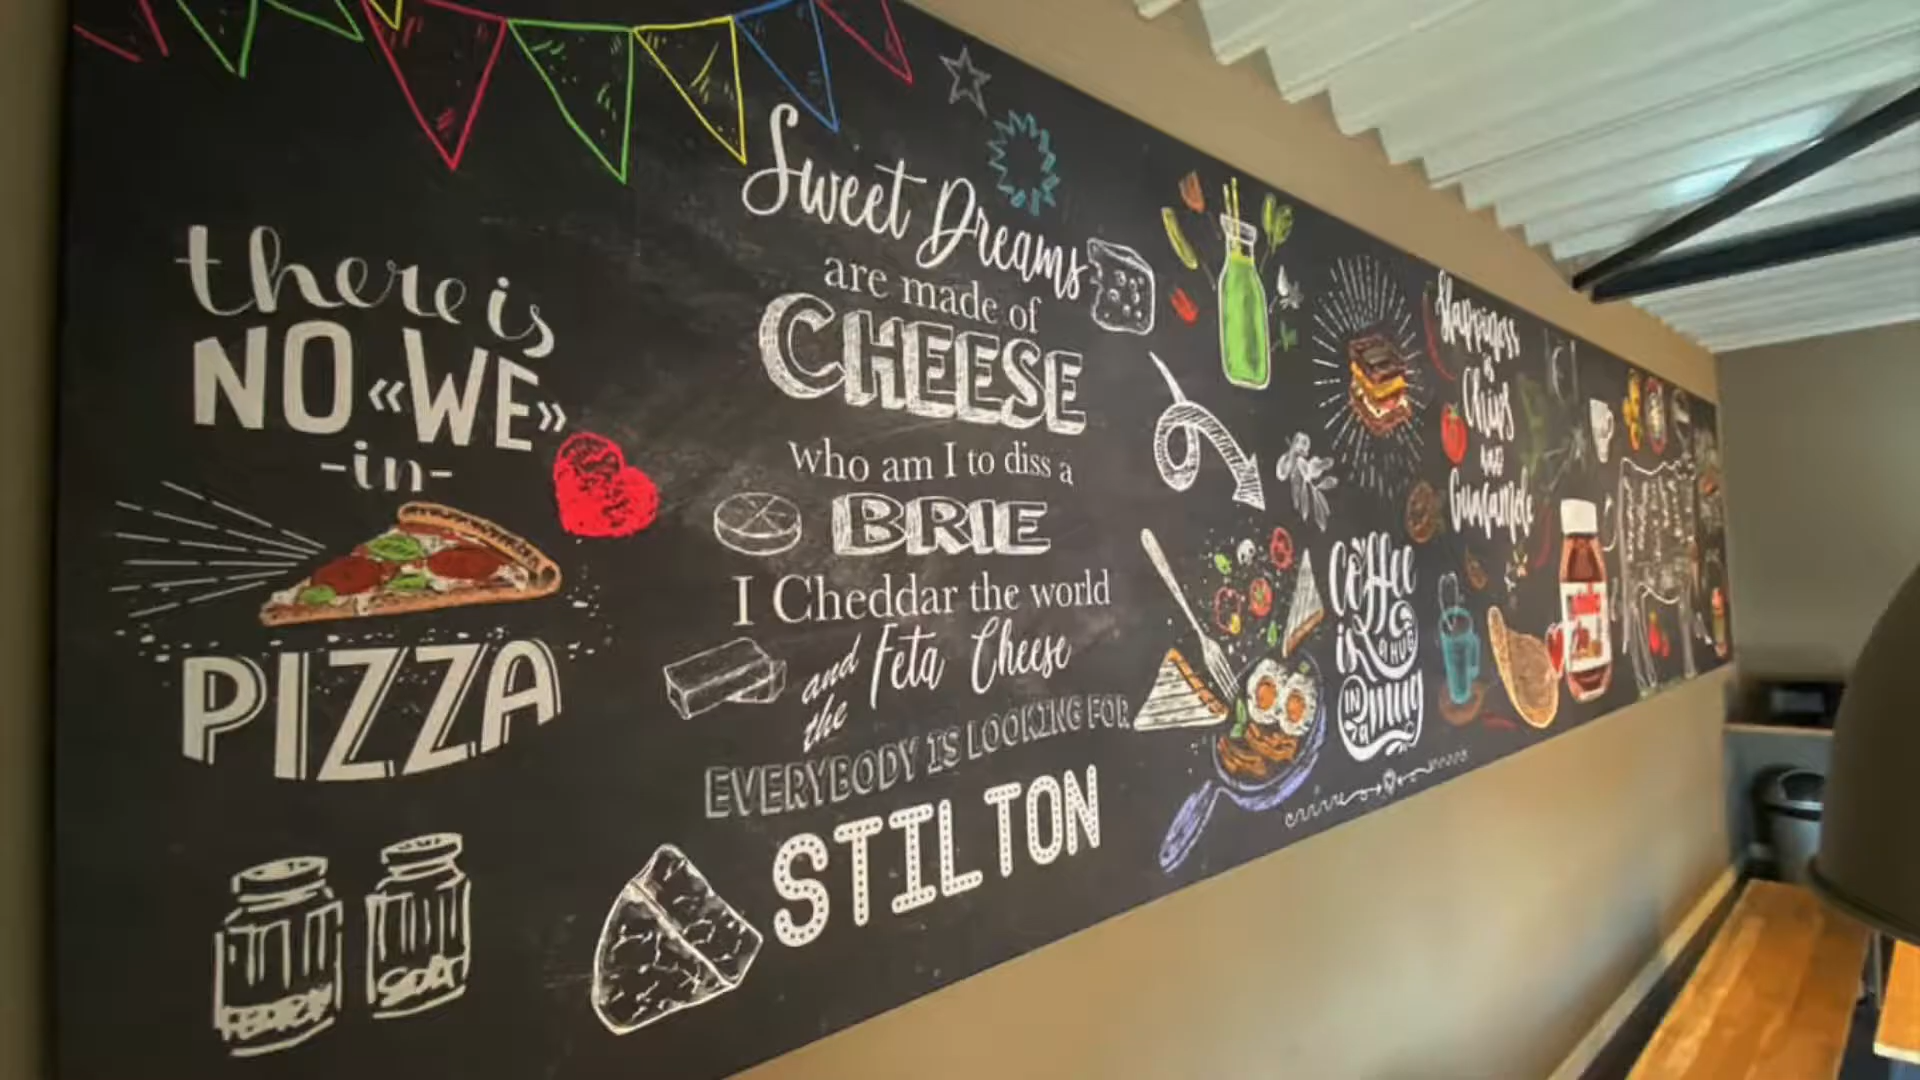 there is
NO «WE»
-in-
PIZZA
SALT
Sweet Dreams
are made of
CHEESE
who am I to diss a
BRIE
I Cheddar the world
and the Feta Cheese
EVERYBODY IS LOOKING FOR
STILTON
Happiness
is
Chips
and
Guacamole
Coffee
is
A HUG
IN
a mug